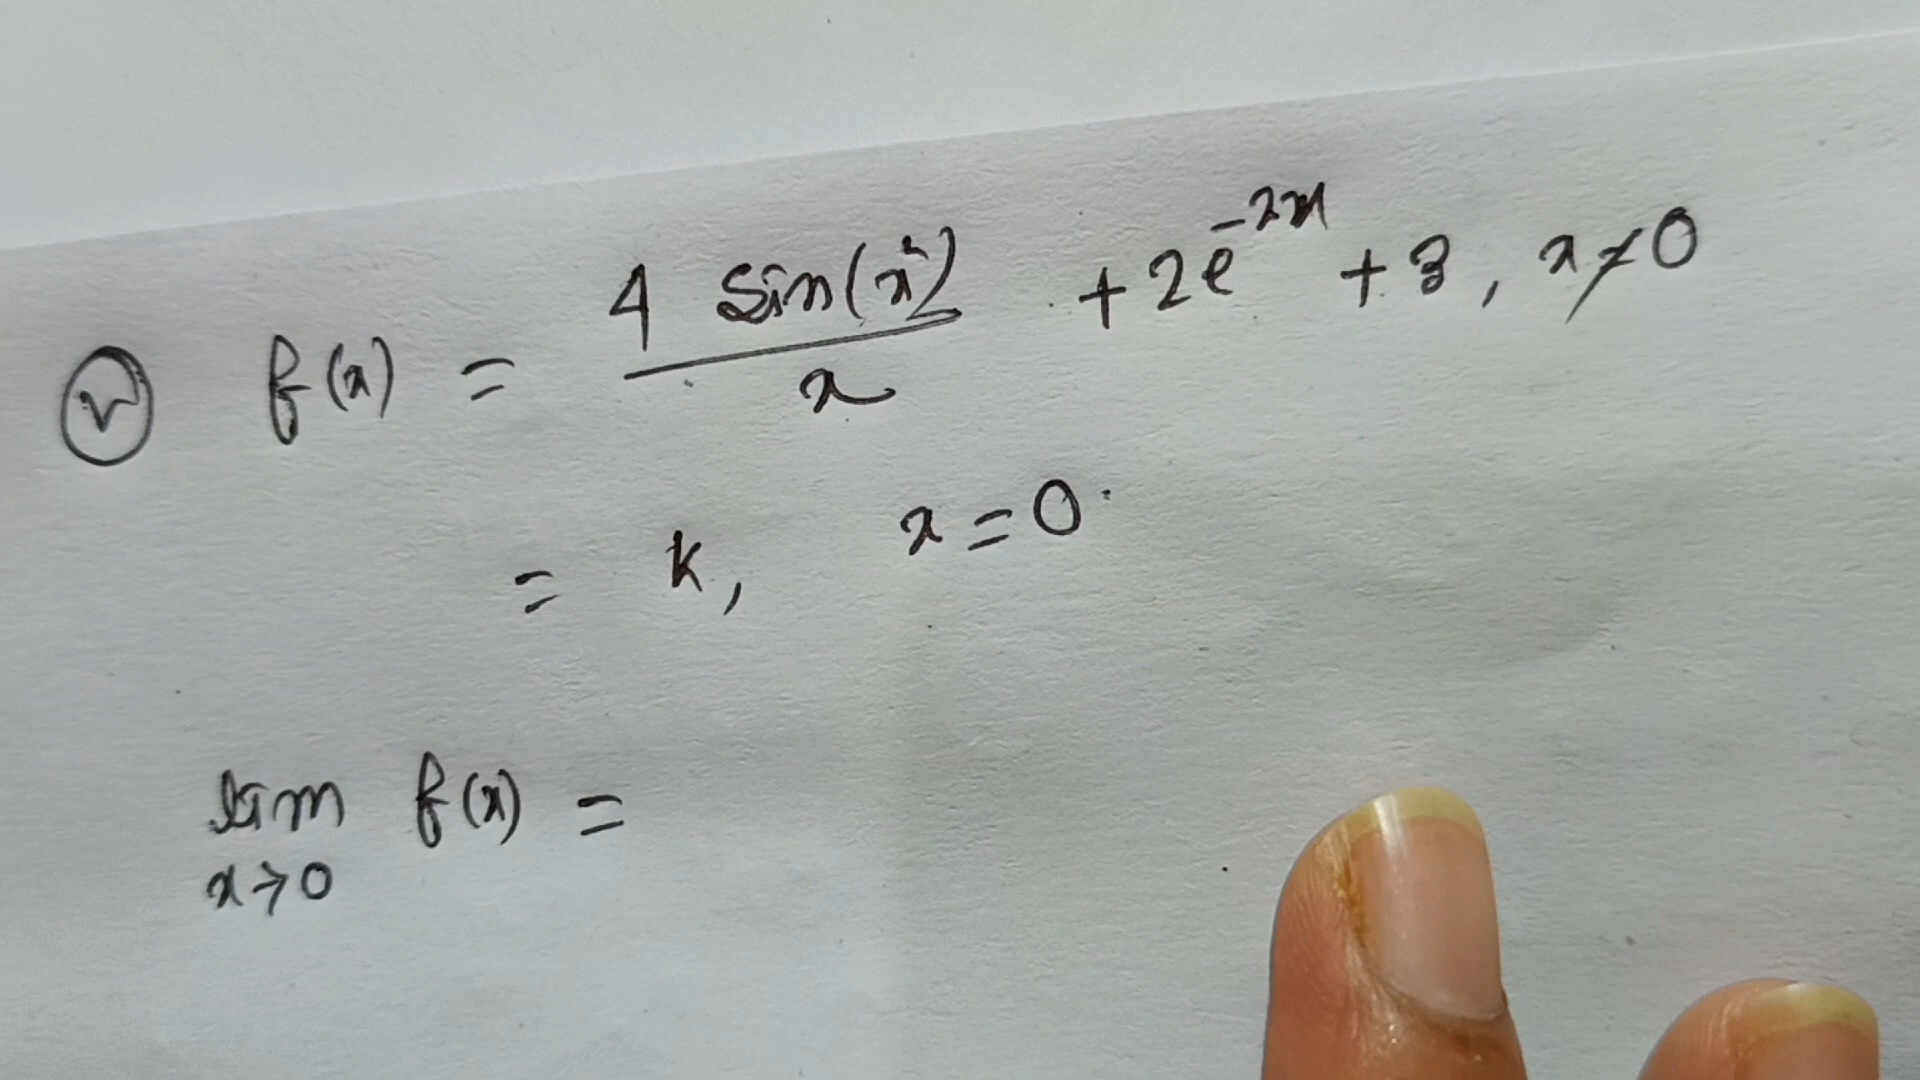 (v) f(x) = 4 sin(x²)/x + 2e^-2x + 3, x≠0
= k, x=0
lim f(x) =
x→0